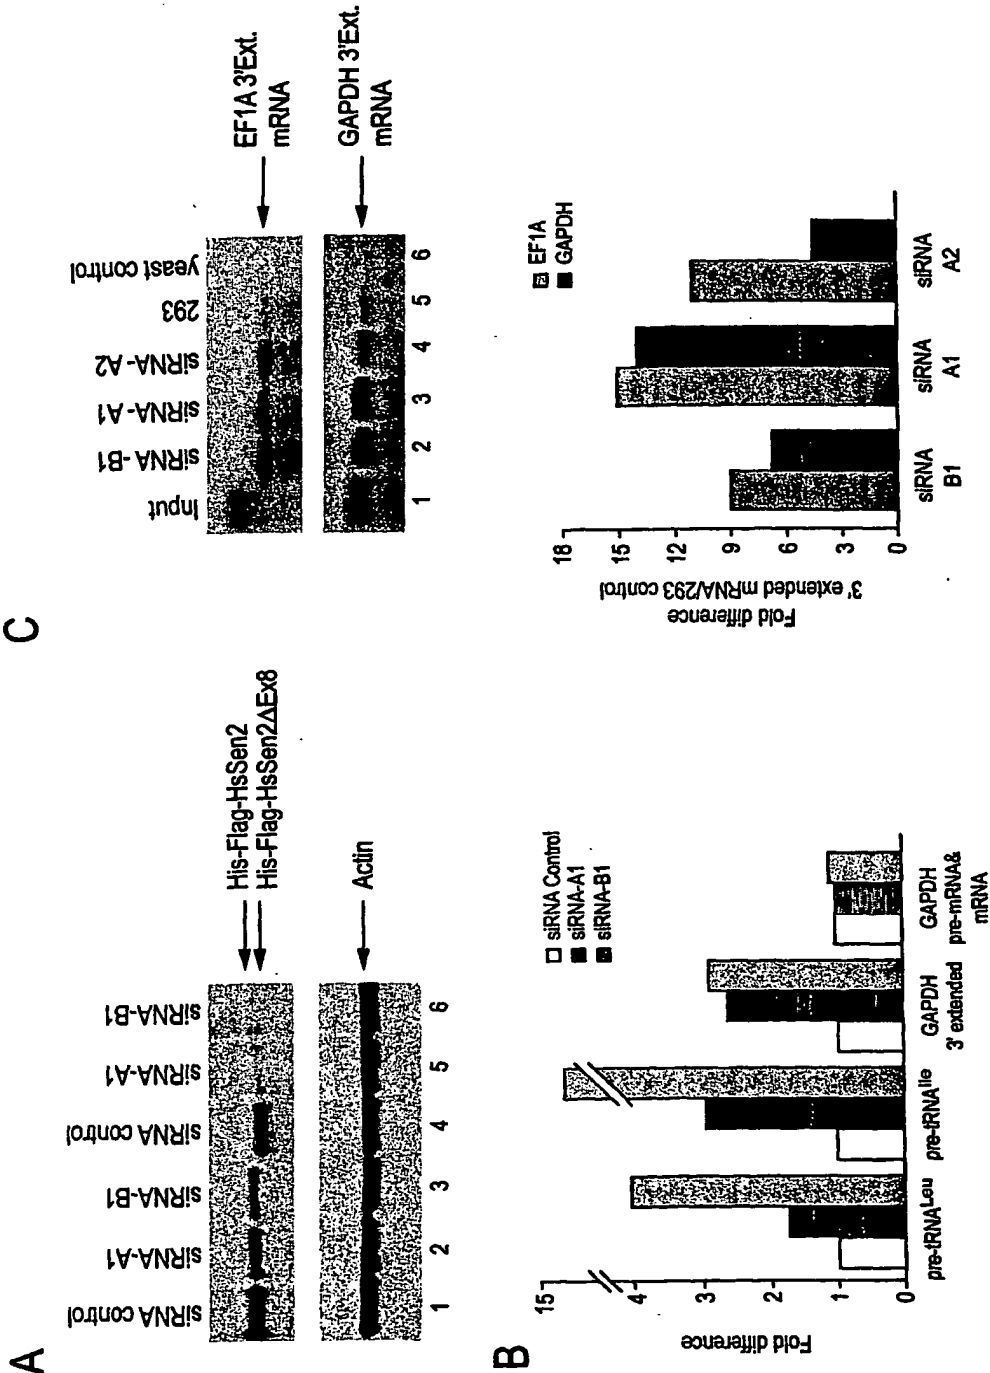 A
siRNA control
siRNA-A1
siRNA-B1
siRNA control
siRNA-A1
siRNA-B1
His-Flag-HsSen2
His-Flag-HsSen2ΔEx8
Actin
1 2 3 4 5 6
B
Fold difference
15
4
3
2
1
0
siRNA Control
siRNA-A1
siRNA-B1
pre-tRNALeu
pre-tRNAIle
GAPDH
3' extended
GAPDH
pre-mRNA&
mRNA
C
Input
siRNA-B1
siRNA-A1
siRNA-A2
293
yeast control
EF1A 3'Ext.
mRNA
GAPDH 3'Ext.
mRNA
1 2 3 4 5 6
Fold difference
3' extended mRNA/293 control
18
15
12
9
6
3
0
EF1A
GAPDH
siRNA
B1
siRNA
A1
siRNA
A2